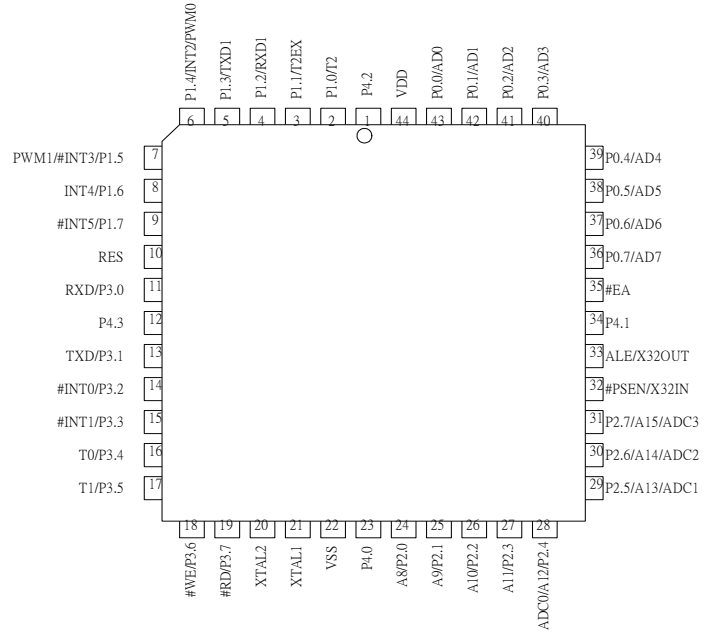 P1.4/INT2/PWM0
P1.3/TXD1
P1.2/RXD1
P1.1/T2EX
P1.0/T2
P4.2
VDD
P0.0/AD0
P0.1/AD1
P0.2/AD2
P0.3/AD3
6
5
4
3
2
1
44
43
42
41
40
PWM1/#INT3/P1.5
7
INT4/P1.6
8
#INT5/P1.7
9
RES
10
RXD/P3.0
11
P4.3
12
TXD/P3.1
13
#INT0/P3.2
14
#INT1/P3.3
15
T0/P3.4
16
T1/P3.5
17
39
P0.4/AD4
38
P0.5/AD5
37
P0.6/AD6
36
P0.7/AD7
35
#EA
34
P4.1
33
ALE/X32OUT
32
#PSEN/X32IN
31
P2.7/A15/ADC3
30
P2.6/A14/ADC2
29
P2.5/A13/ADC1
18
19
20
21
22
23
24
25
26
27
28
#WE/P3.6
#RD/P3.7
XTAL2
XTAL1
VSS
P4.0
A8/P2.0
A9/P2.1
A10/P2.2
A11/P2.3
ADC0/A12/P2.4